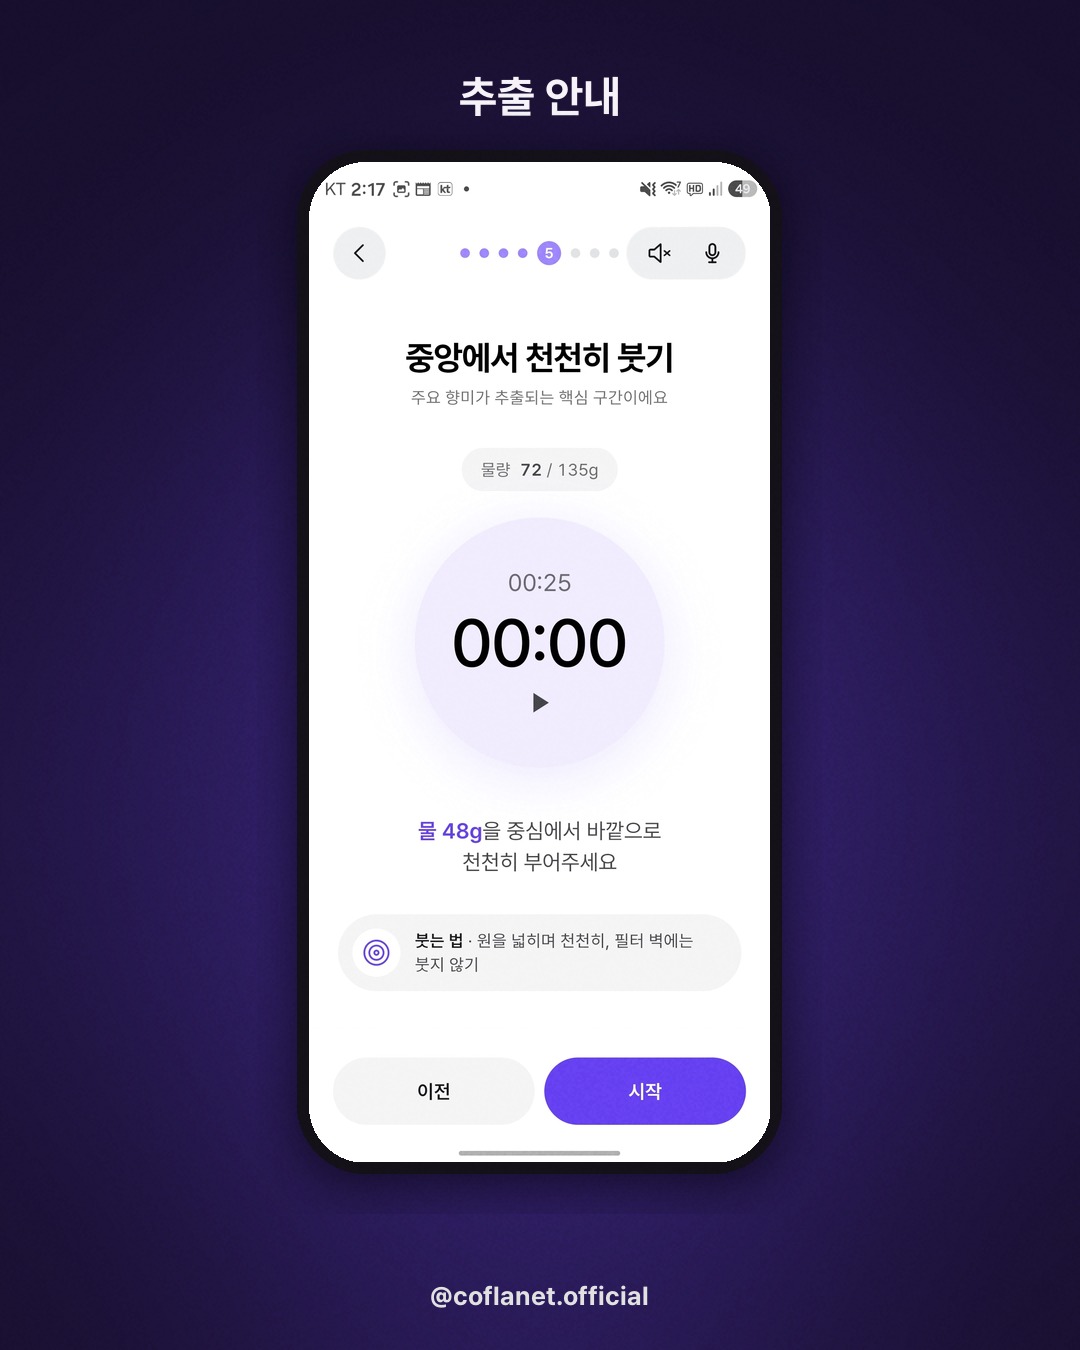 추출 안내
KT 2:17 kt HD 49
5
중앙에서 천천히 붓기
주요 향미가 추출되는 핵심 구간이에요
물량 72 / 135g
00:25
00:00
물 48g을 중심에서 바깥으로
천천히 부어주세요
붓는 법 · 원을 넓히며 천천히, 필터 벽에는
붓지 않기
이전 시작
@coflanet.official